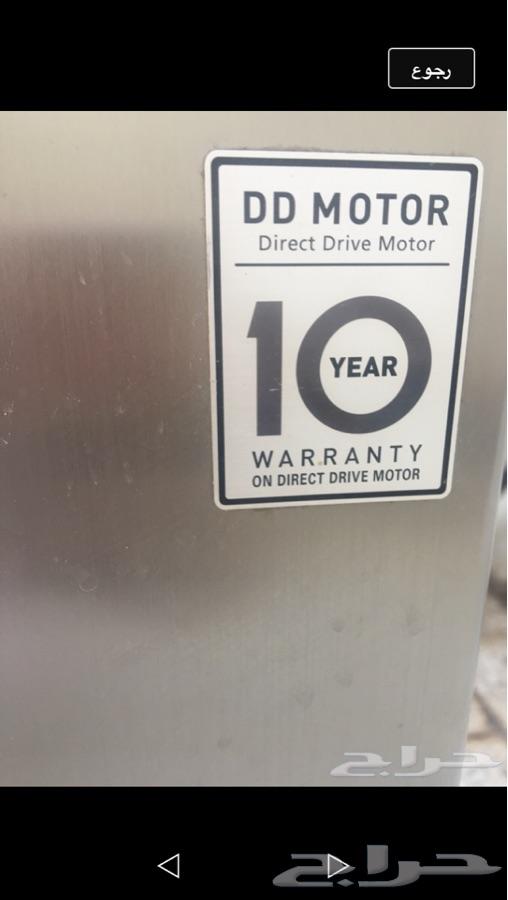 رجوع
DD MOTOR
Direct Drive Motor
10
YEAR
WARRANTY
ON DIRECT DRIVE MOTOR
حراج
حراج